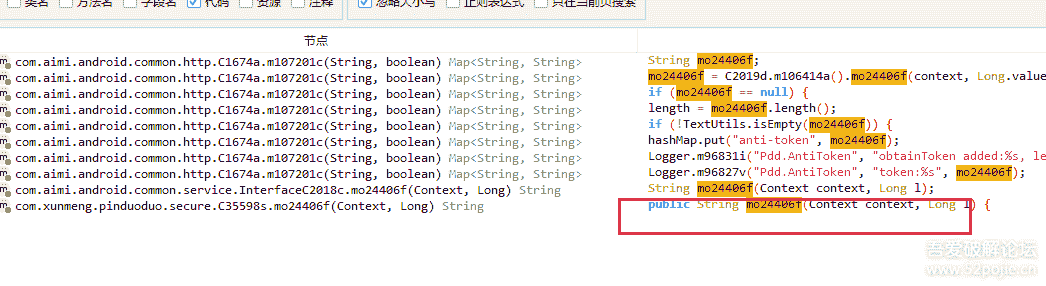 类名 方法名 字段名 代码 资源 注释 忽略大小写 正则表达式 只在当前页搜索
节点
com.aimi.android.common.http.C1674a.m107201c(String, boolean) Map<String, String> String mo24406f;
com.aimi.android.common.http.C1674a.m107201c(String, boolean) Map<String, String> mo24406f = C2019d.m106414a().mo24406f(context, Long.value
com.aimi.android.common.http.C1674a.m107201c(String, boolean) Map<String, String> if (mo24406f == null) {
com.aimi.android.common.http.C1674a.m107201c(String, boolean) Map<String, String> length = mo24406f.length();
com.aimi.android.common.http.C1674a.m107201c(String, boolean) Map<String, String> if (!TextUtils.isEmpty(mo24406f)) {
com.aimi.android.common.http.C1674a.m107201c(String, boolean) Map<String, String> hashMap.put("anti-token", mo24406f);
com.aimi.android.common.http.C1674a.m107201c(String, boolean) Map<String, String> Logger.m96831i("Pdd.AntiToken", "obtainToken added:%s, le
com.aimi.android.common.http.C1674a.m107201c(String, boolean) Map<String, String> Logger.m96827v("Pdd.AntiToken", "token:%s", mo24406f);
com.aimi.android.common.service.InterfaceC2018c.mo24406f(Context, Long) String String mo24406f(Context context, Long l);
com.xunmeng.pinduoduo.secure.C35598s.mo24406f(Context, Long) String public String mo24406f(Context context, Long l) {
吾爱破解论坛
www.52pojie.cn